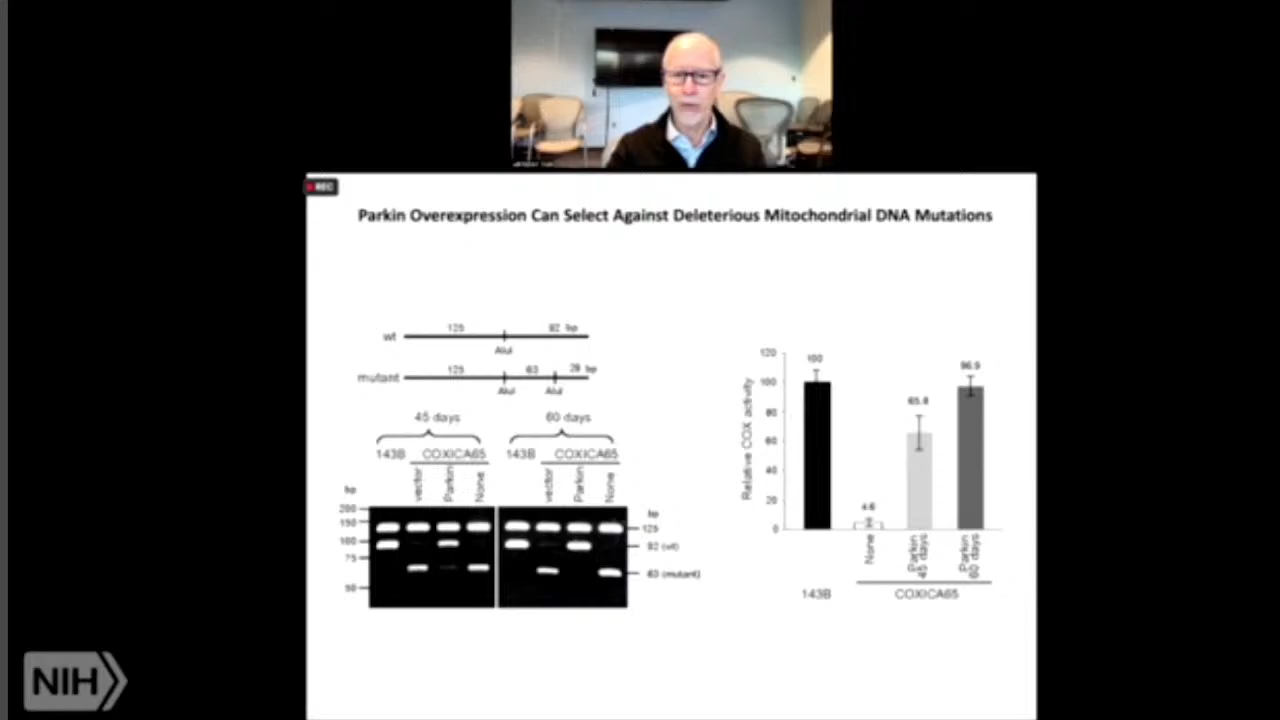 REC
Parkin Overexpression Can Select Against Deleterious Mitochondrial DNA Mutations
wt 125 92 bp
AluI
mutant 125 63 29 bp
AluI AluI
45 days 60 days
143B COXICA65 143B COXICA65
vector Parkin None vector Parkin None
bp
200
150
100
75
50
bp
125
92 (wt)
63 (mutant)
Relative COX activity
120
100
80
60
40
20
0
100
4.6
65.8
96.9
None
Parkin 45 days
Parkin 60 days
143B COXICA65
NIH